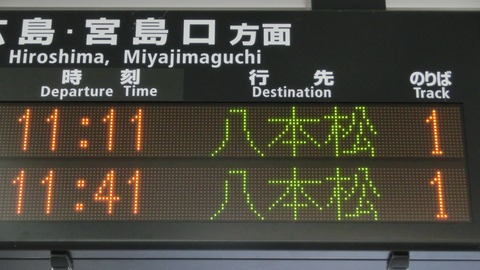 広島・宮島口 方面
Hiroshima, Miyajimaguchi
時刻 行先 のりば
Departure Time Destination Track
11:11 八本松 1
11:41 八本松 1